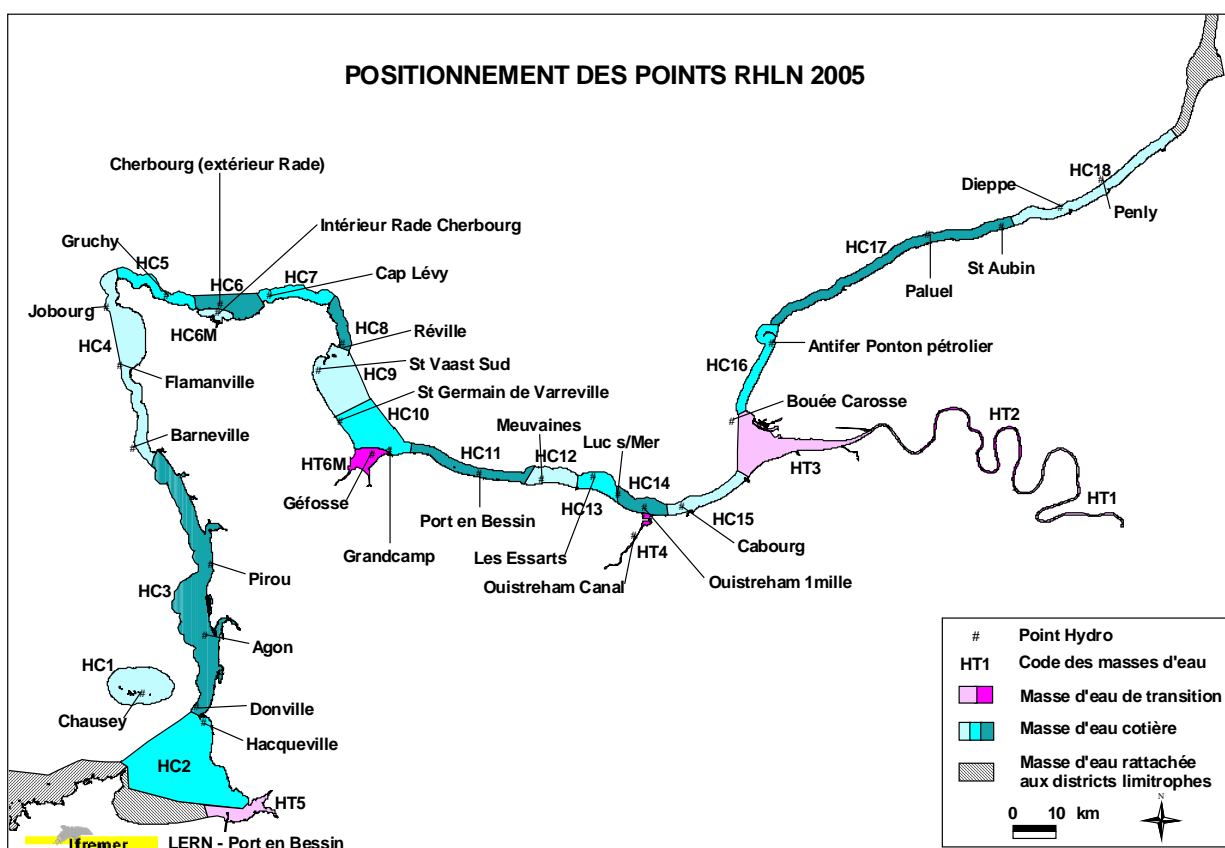 POSITIONNEMENT DES POINTS RHLN 2005
Cherbourg (extérieur Rade)
Intérieur Rade Cherbourg
Gruchy
HC5
HC6
HC7
Cap Lévy
Jobourg
HC6M
HC8
Réville
HC4
Flamanville
St Vaast Sud
HC9
St Germain de Varreville
HC10
Barneville
Meuvaines
Luc s/Mer
HT6M
HC11
HC12
HC14
Géfosse
HC13
HC15
Port en Bessin
Grandcamp
Les Essarts
HT4
Cabourg
Ouistreham Canal
Ouistreham 1mille
HC18
Dieppe
Penly
HC17
St Aubin
Paluel
Antifer Ponton pétrolier
HC16
Bouée Carosse
HT2
HT3
HT1
Pirou
HC3
Agon
HC1
Chausey
Donville
Hacqueville
HC2
HT5
# Point Hydro
HT1 Code des masses d'eau
Masse d'eau de transition
Masse d'eau cotière
Masse d'eau rattachée
aux districts limitrophes
0 10 km
N
Ifremer LERN - Port en Bessin